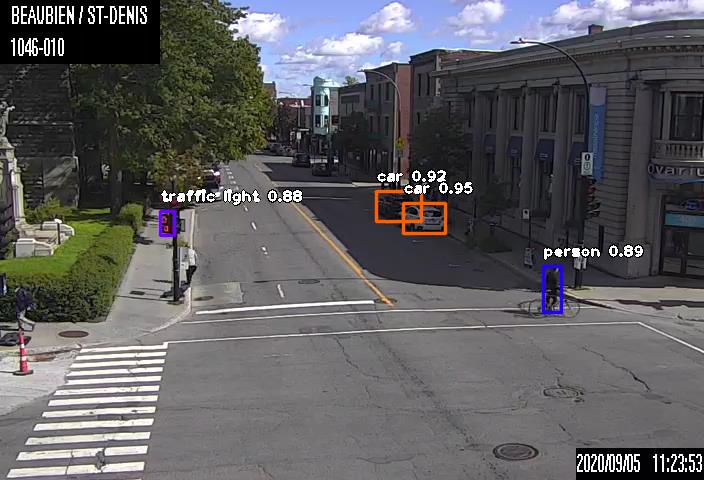 BEAUBIEN / ST-DENIS
1046-010
car 0.92
car 0.95
traffic light 0.88
person 0.89
2020/09/05 11:23:53